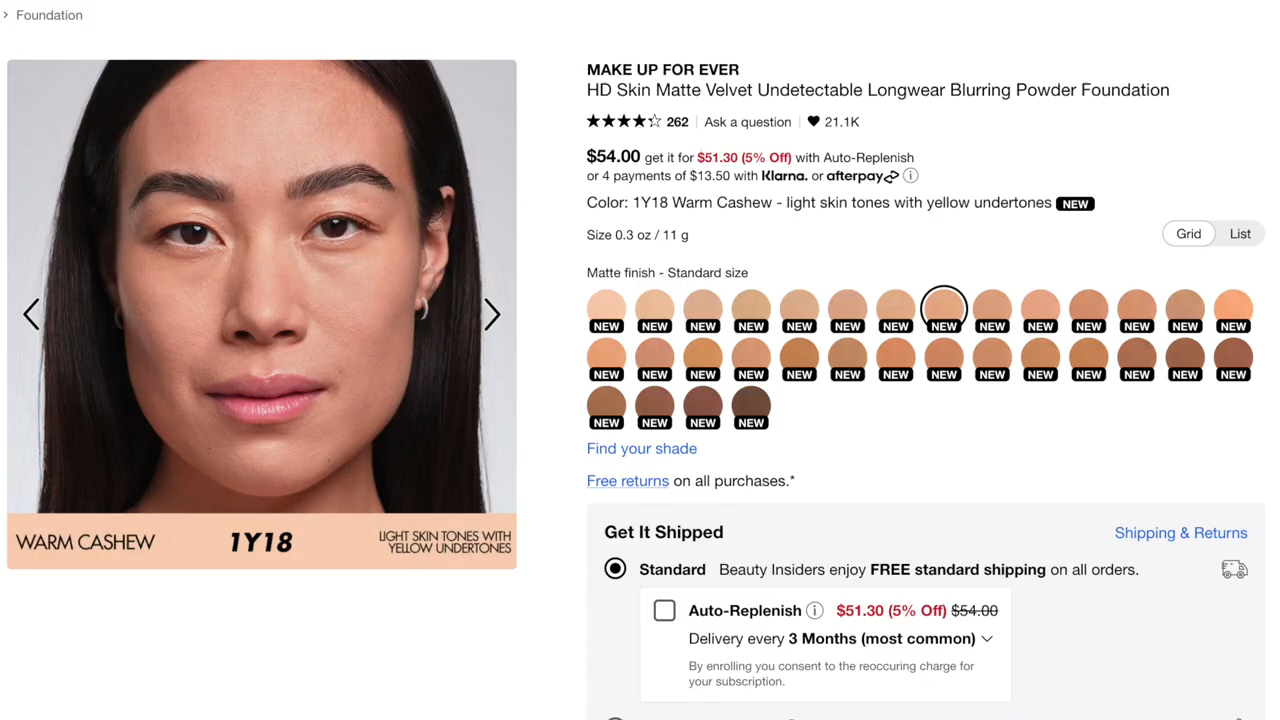 › Foundation
MAKE UP FOR EVER
HD Skin Matte Velvet Undetectable Longwear Blurring Powder Foundation
262 Ask a question 21.1K
$54.00 get it for $51.30 (5% Off) with Auto-Replenish
or 4 payments of $13.50 with Klarna. or afterpay
Color: 1Y18 Warm Cashew - light skin tones with yellow undertones NEW
Size 0.3 oz / 11 g
Grid List
Matte finish - Standard size
NEW NEW NEW NEW NEW NEW NEW NEW NEW NEW NEW NEW NEW NEW
NEW NEW NEW NEW NEW NEW NEW NEW NEW NEW NEW NEW NEW NEW
NEW NEW NEW NEW
Find your shade
Free returns on all purchases.*
WARM CASHEW 1Y18 LIGHT SKIN TONES WITH
YELLOW UNDERTONES
Get It Shipped Shipping & Returns
Standard Beauty Insiders enjoy FREE standard shipping on all orders.
Auto-Replenish $51.30 (5% Off) $54.00
Delivery every 3 Months (most common)
By enrolling you consent to the reoccuring charge for
your subscription.